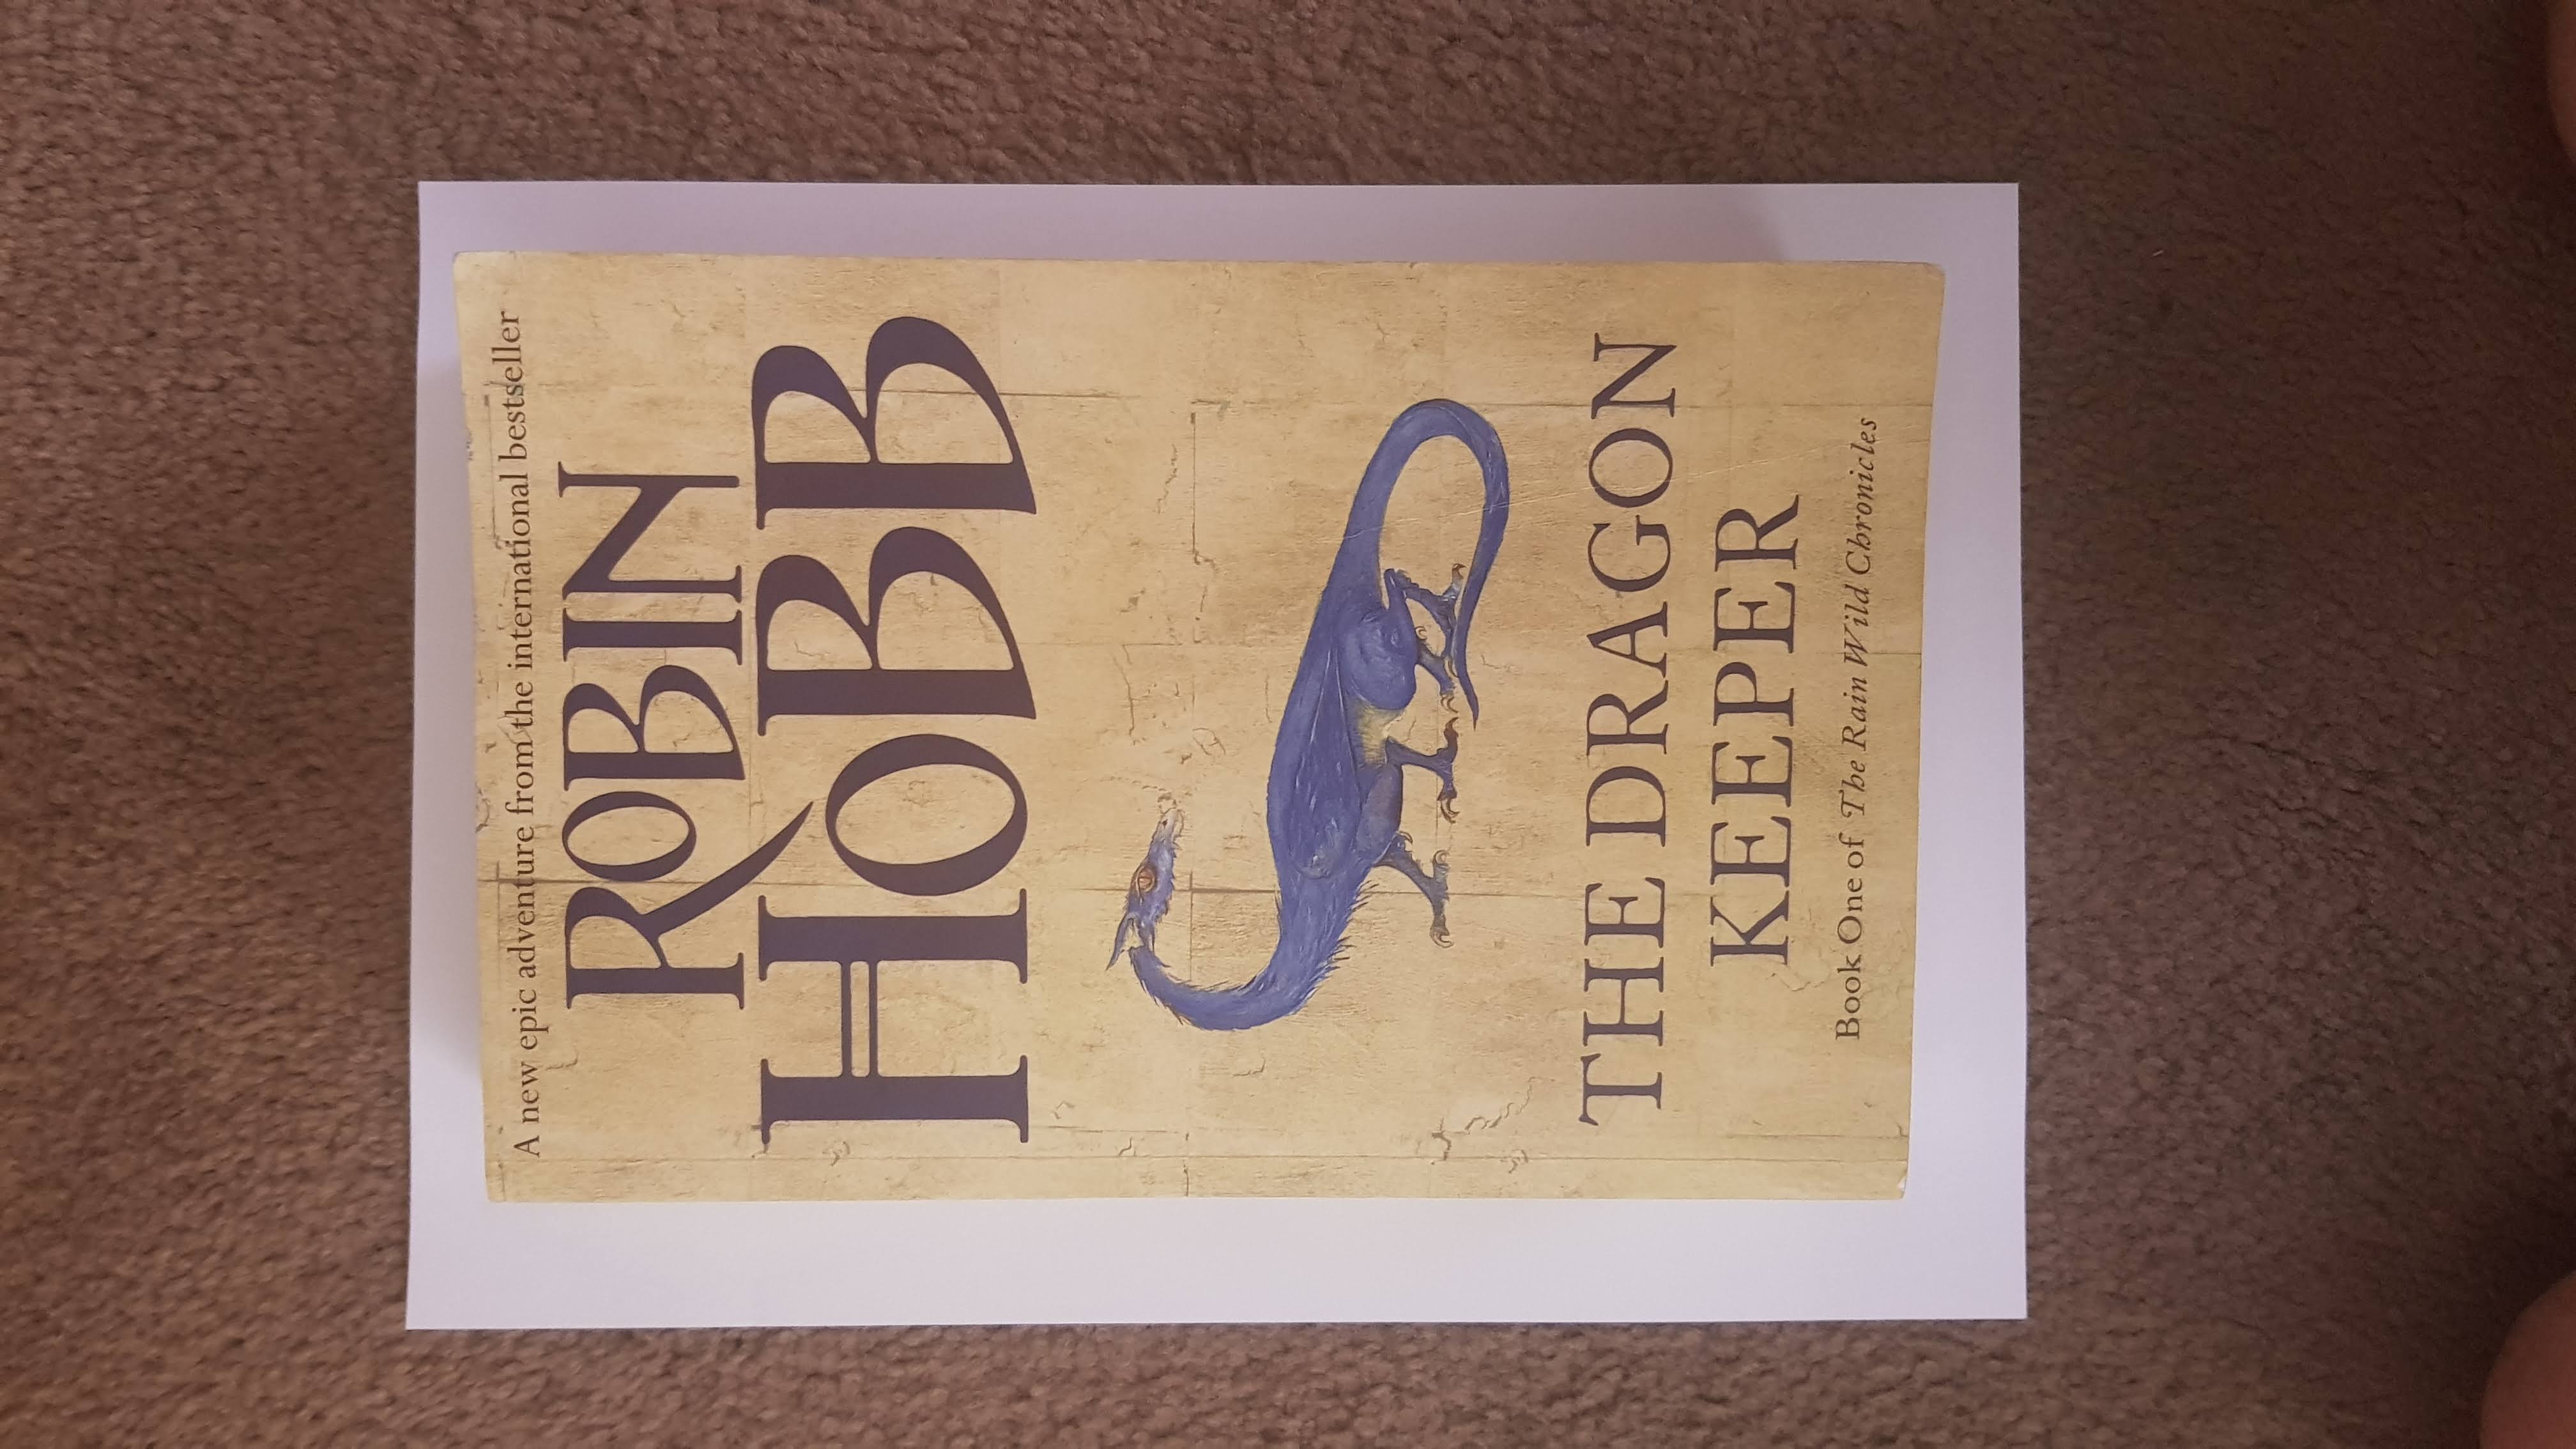 A new epic adventure from the international bestseller
ROBIN
HOBB
THE DRAGON
KEEPER
Book One of The Rain Wild Chronicles